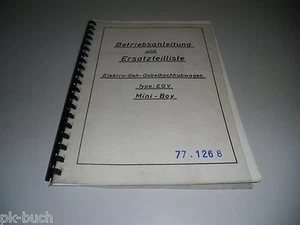 Betriebsanleitung
und
Ersatzteilliste
Elektro-Geh-Gabelhochhubwagen
Type: EGV
Mini-Boy
77.126 8
pk-buch